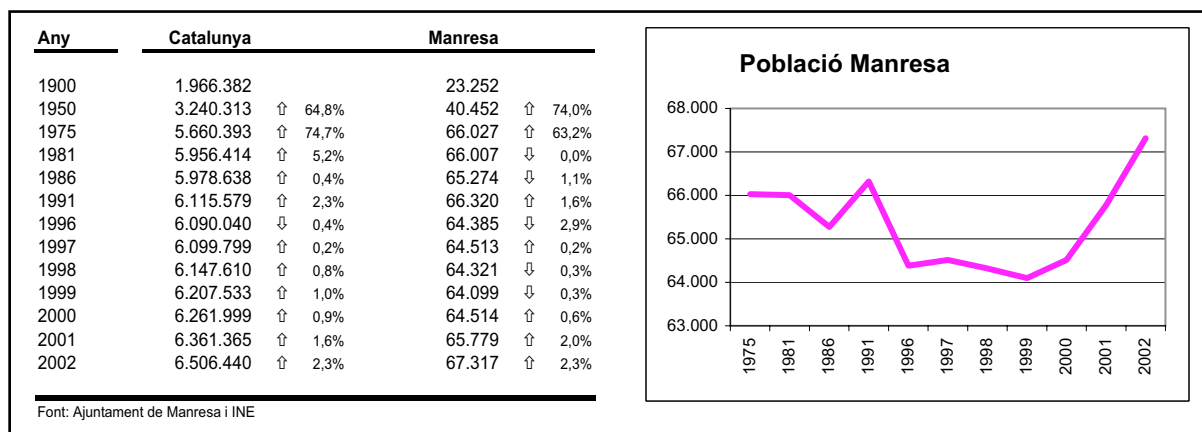 Any Catalunya Manresa
1900 1.966.382 23.252
1950 3.240.313 ⇧ 64,8% 40.452 ⇧ 74,0%
1975 5.660.393 ⇧ 74,7% 66.027 ⇧ 63,2%
1981 5.956.414 ⇧ 5,2% 66.007 ⇩ 0,0%
1986 5.978.638 ⇧ 0,4% 65.274 ⇩ 1,1%
1991 6.115.579 ⇧ 2,3% 66.320 ⇧ 1,6%
1996 6.090.040 ⇩ 0,4% 64.385 ⇩ 2,9%
1997 6.099.799 ⇧ 0,2% 64.513 ⇧ 0,2%
1998 6.147.610 ⇧ 0,8% 64.321 ⇩ 0,3%
1999 6.207.533 ⇧ 1,0% 64.099 ⇩ 0,3%
2000 6.261.999 ⇧ 0,9% 64.514 ⇧ 0,6%
2001 6.361.365 ⇧ 1,6% 65.779 ⇧ 2,0%
2002 6.506.440 ⇧ 2,3% 67.317 ⇧ 2,3%
Font: Ajuntament de Manresa i INE
Població Manresa
68.000
67.000
66.000
65.000
64.000
63.000
1975 1981 1986 1991 1996 1997 1998 1999 2000 2001 2002